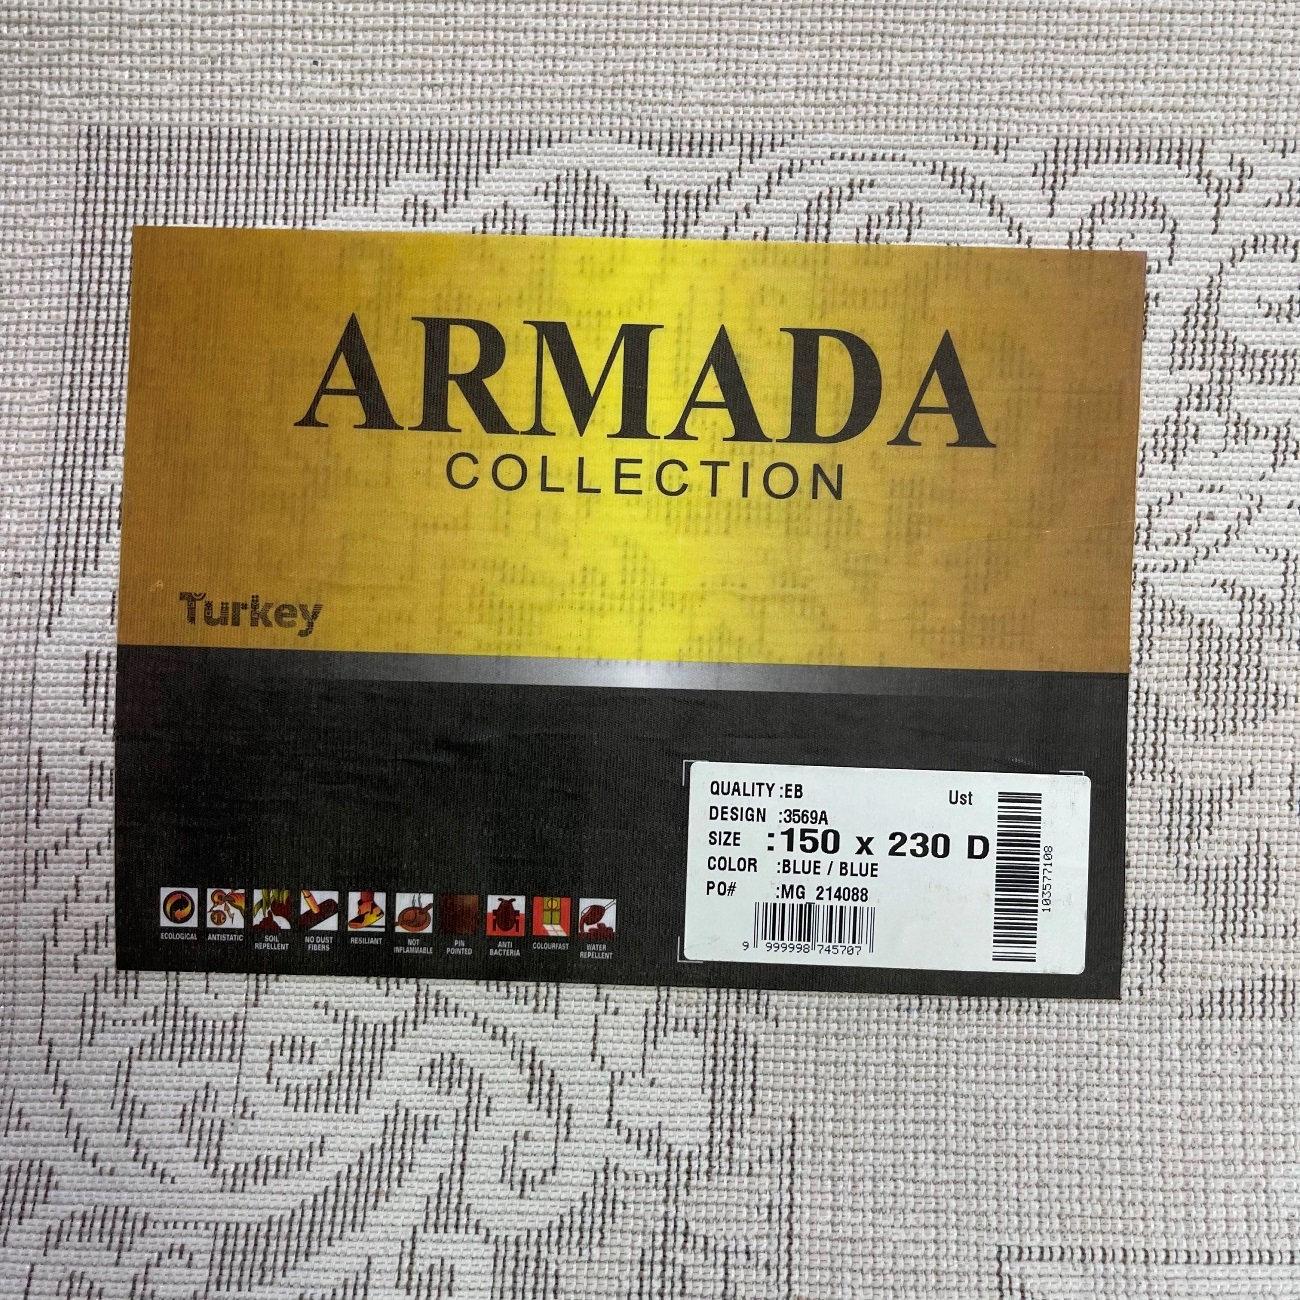 ARMADA
COLLECTION
Turkey
QUALITY :EB
Ust
DESIGN :3569A
SIZE :150 x 230 D
COLOR :BLUE / BLUE
PO# :MG 214088
9 999998 745707
103577108
ECOLOGICAL
ANTISTATIC
SOIL REPELLENT
NO DUST FIBERS
RESILIANT
NOT INFLAMMABLE
PIN POINTED
ANTI BACTERIA
COLOURFAST
WATER REPELLENT